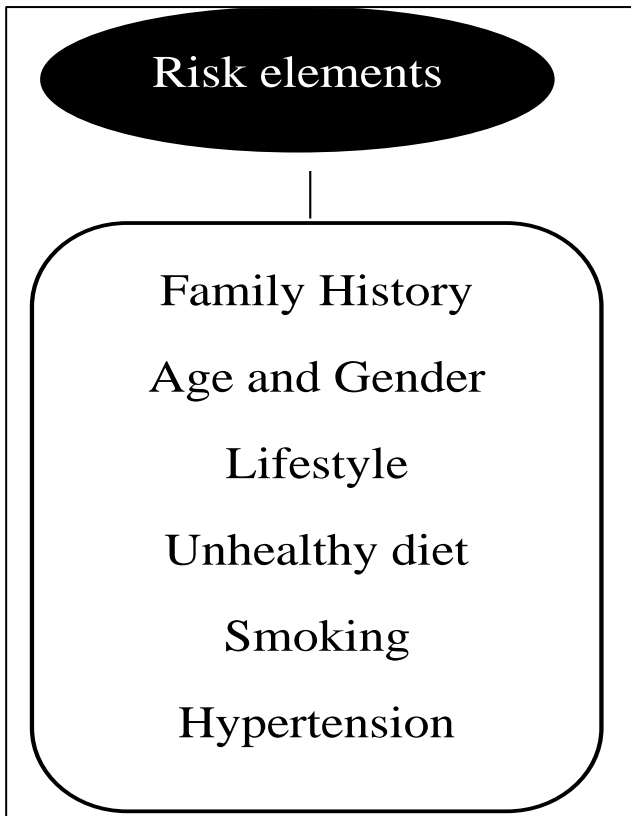 Risk elements
Family History
Age and Gender
Lifestyle
Unhealthy diet
Smoking
Hypertension